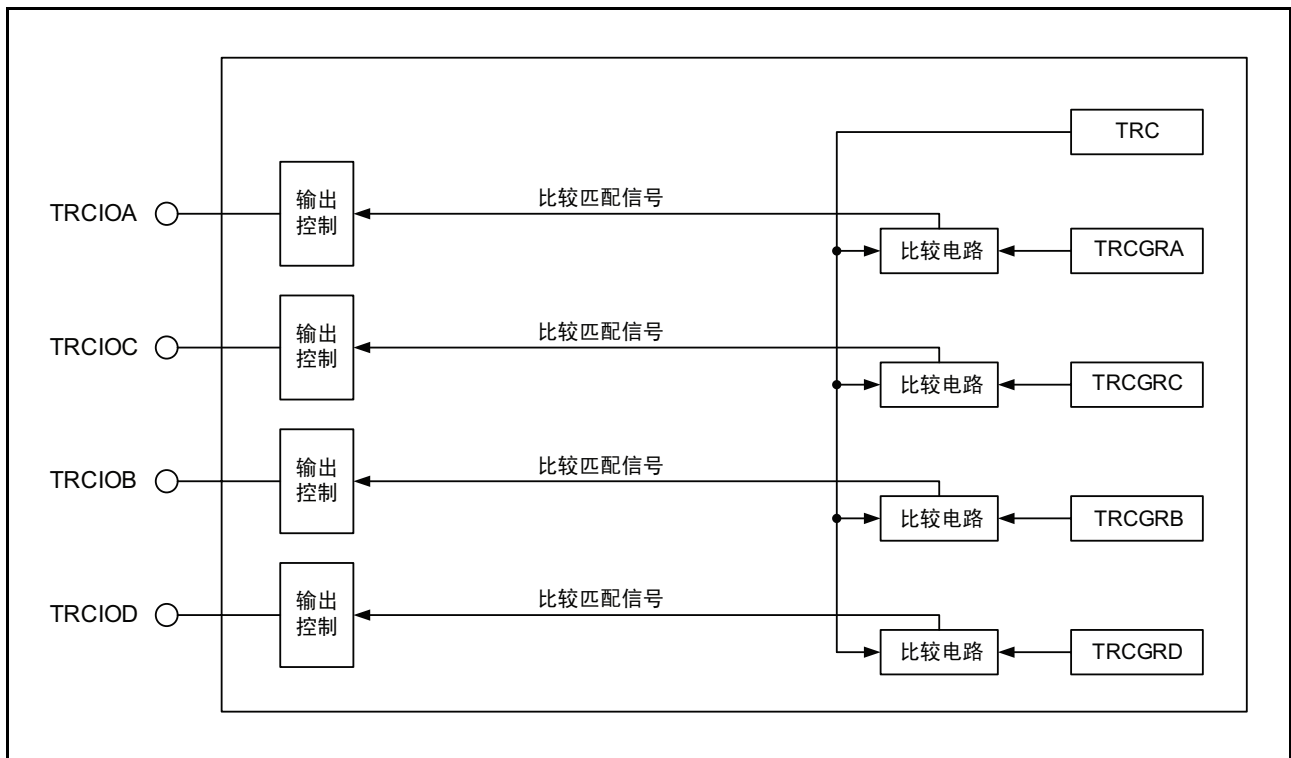 TRC
TRCIOA
输出
控制
比较匹配信号
比较电路
TRCGRA
TRCIOC
输出
控制
比较匹配信号
比较电路
TRCGRC
TRCIOB
输出
控制
比较匹配信号
比较电路
TRCGRB
TRCIOD
输出
控制
比较匹配信号
比较电路
TRCGRD